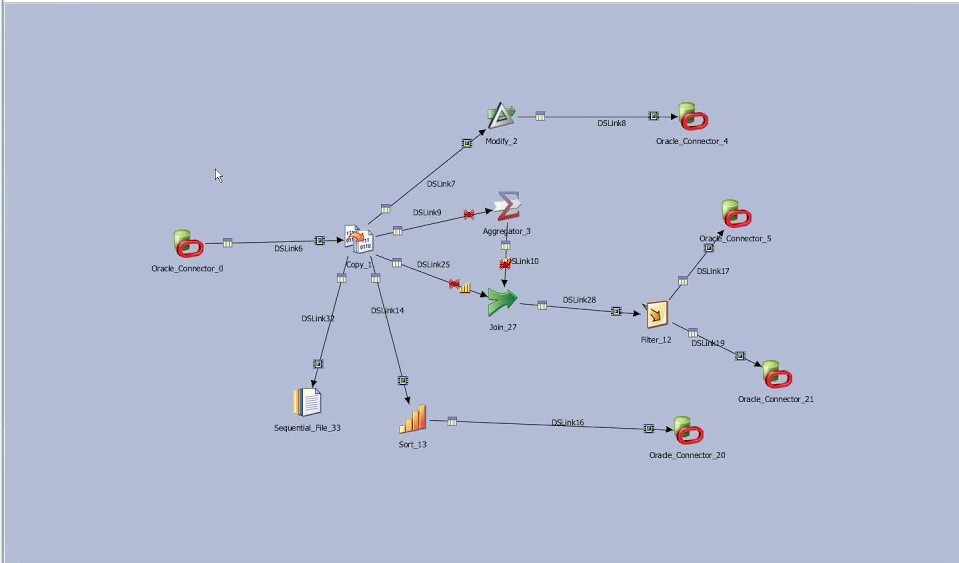 Modify_2
DSLink8
Oracle_Connector_4
DSLink7
DSLink9
Aggregator_3
Oracle_Connector_5
Oracle_Connector_0
DSLink6
Copy_1
DSLink25
DSLink10
DSLink17
Join_27
DSLink28
Filter_12
DSLink19
DSLink32
DSLink14
Oracle_Connector_21
Sequential_File_33
Sort_13
DSLink16
Oracle_Connector_20